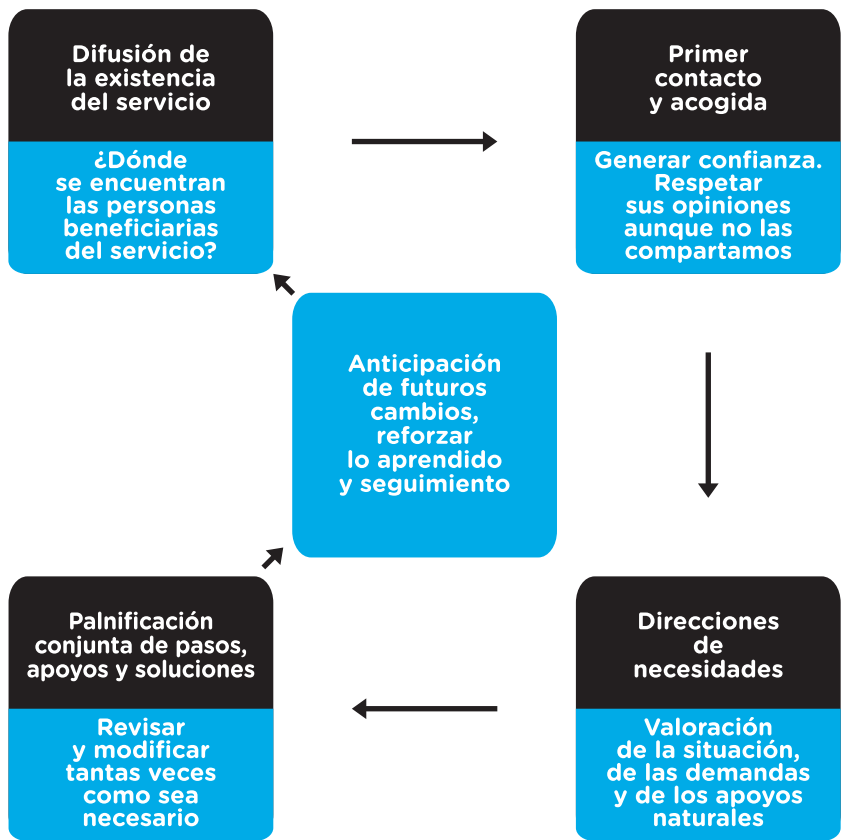 Difusión de
la existencia
del servicio
¿Dónde
se encuentran
las personas
beneficiarias
del servicio?
Primer
contacto
y acogida
Generar confianza.
Respetar
sus opiniones
aunque no las
compartamos
Anticipación
de futuros
cambios,
reforzar
lo aprendido
y seguimiento
Palnificación
conjunta de pasos,
apoyos y soluciones
Revisar
y modificar
tantas veces
como sea
necesario
Direcciones
de
necesidades
Valoración
de la situación,
de las demandas
y de los apoyos
naturales